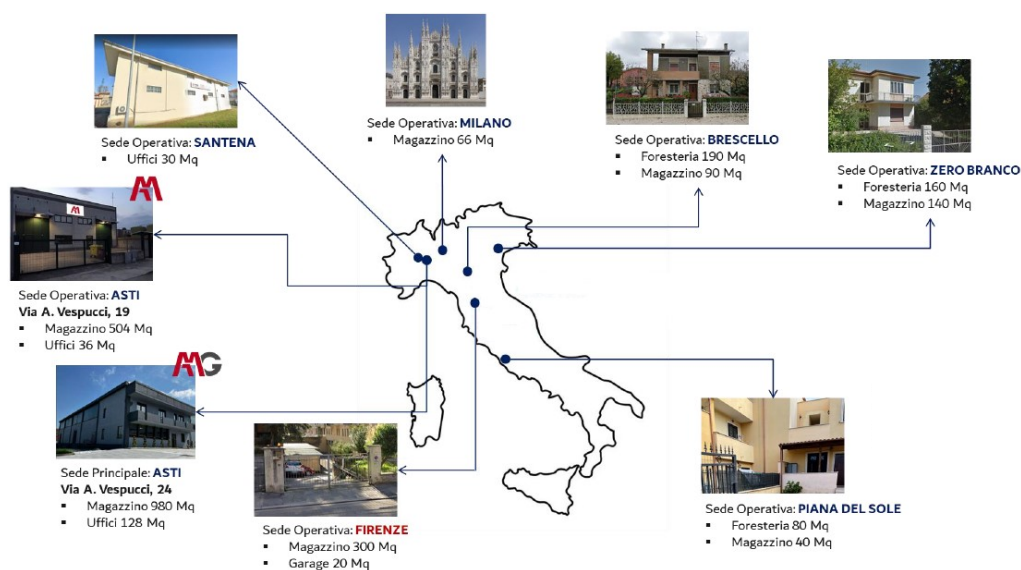 Sede Operativa: SANTENA
▪ Uffici 30 Mq
Sede Operativa: MILANO
▪ Magazzino 66 Mq
Sede Operativa: BRESCELLO
▪ Foresteria 190 Mq
▪ Magazzino 90 Mq
Sede Operativa: ZERO BRANCO
▪ Foresteria 160 Mq
▪ Magazzino 140 Mq
Sede Operativa: ASTI
Via A. Vespucci, 19
▪ Magazzino 504 Mq
▪ Uffici 36 Mq
Sede Principale: ASTI
Via A. Vespucci, 24
▪ Magazzino 980 Mq
▪ Uffici 128 Mq
Sede Operativa: FIRENZE
▪ Magazzino 300 Mq
▪ Garage 20 Mq
Sede Operativa: PIANA DEL SOLE
▪ Foresteria 80 Mq
▪ Magazzino 40 Mq